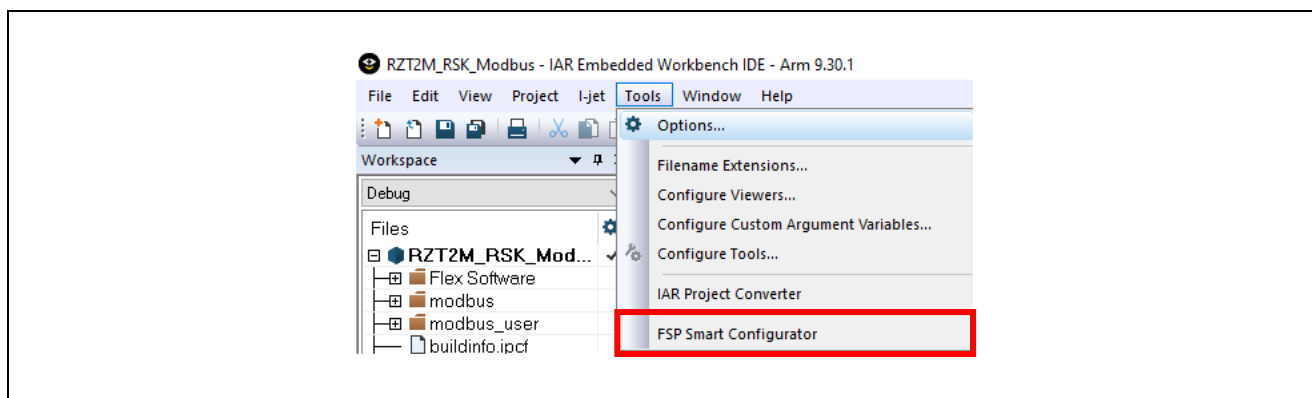 RZT2M_RSK_Modbus - IAR Embedded Workbench IDE - Arm 9.30.1
File Edit View Project I-jet Tools Window Help
Options...
Workspace
Filename Extensions...
Debug
Configure Viewers...
Files
Configure Custom Argument Variables...
RZT2M_RSK_Mod...
Configure Tools...
Flex Software
modbus
IAR Project Converter
modbus_user
FSP Smart Configurator
buildinfo.ipcf